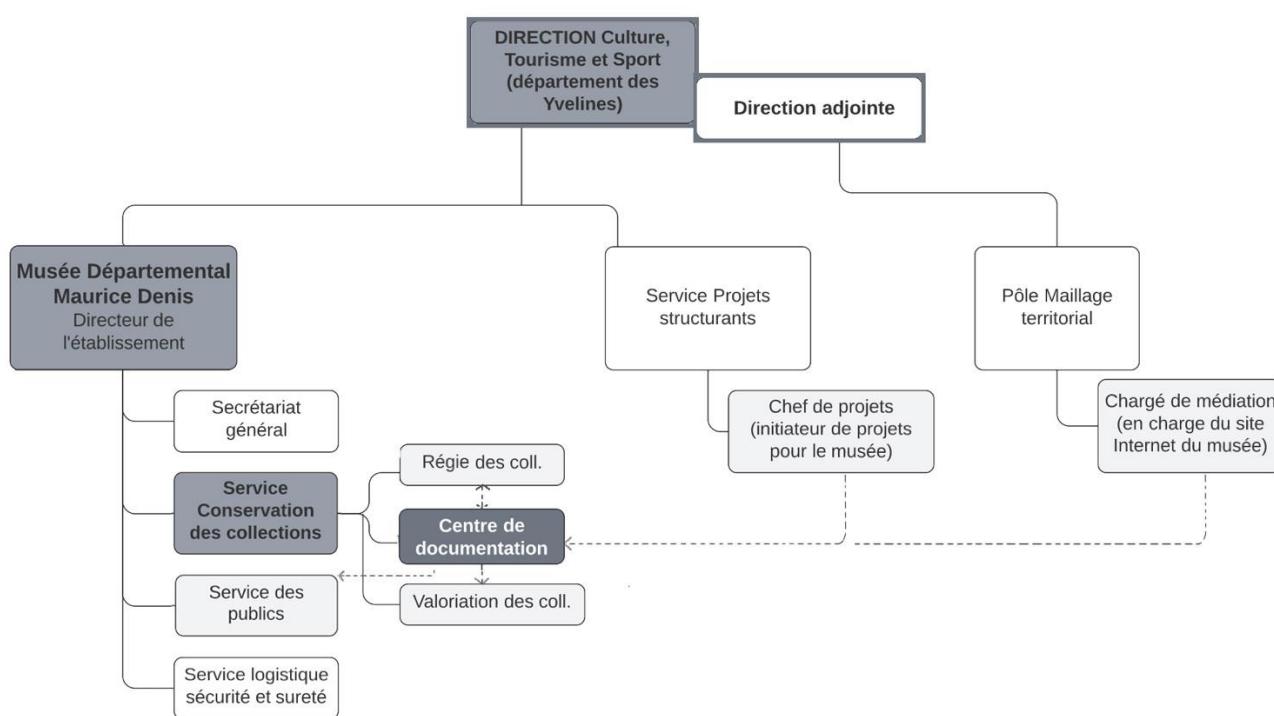 DIRECTION Culture,
Tourisme et Sport
(département des
Yvelines)
Direction adjointe
Musée Départemental
Maurice Denis
Directeur de
l'établissement
Service Projets
structurants
Pôle Maillage
territorial
Secrétariat
général
Chef de projets
(initiateur de projets
pour le musée)
Chargé de médiation
(en charge du site
Internet du musée)
Régie des coll.
Service
Conservation
des collections
Centre de
documentation
Service des
publics
Valoriation des coll.
Service logistique
sécurité et sureté